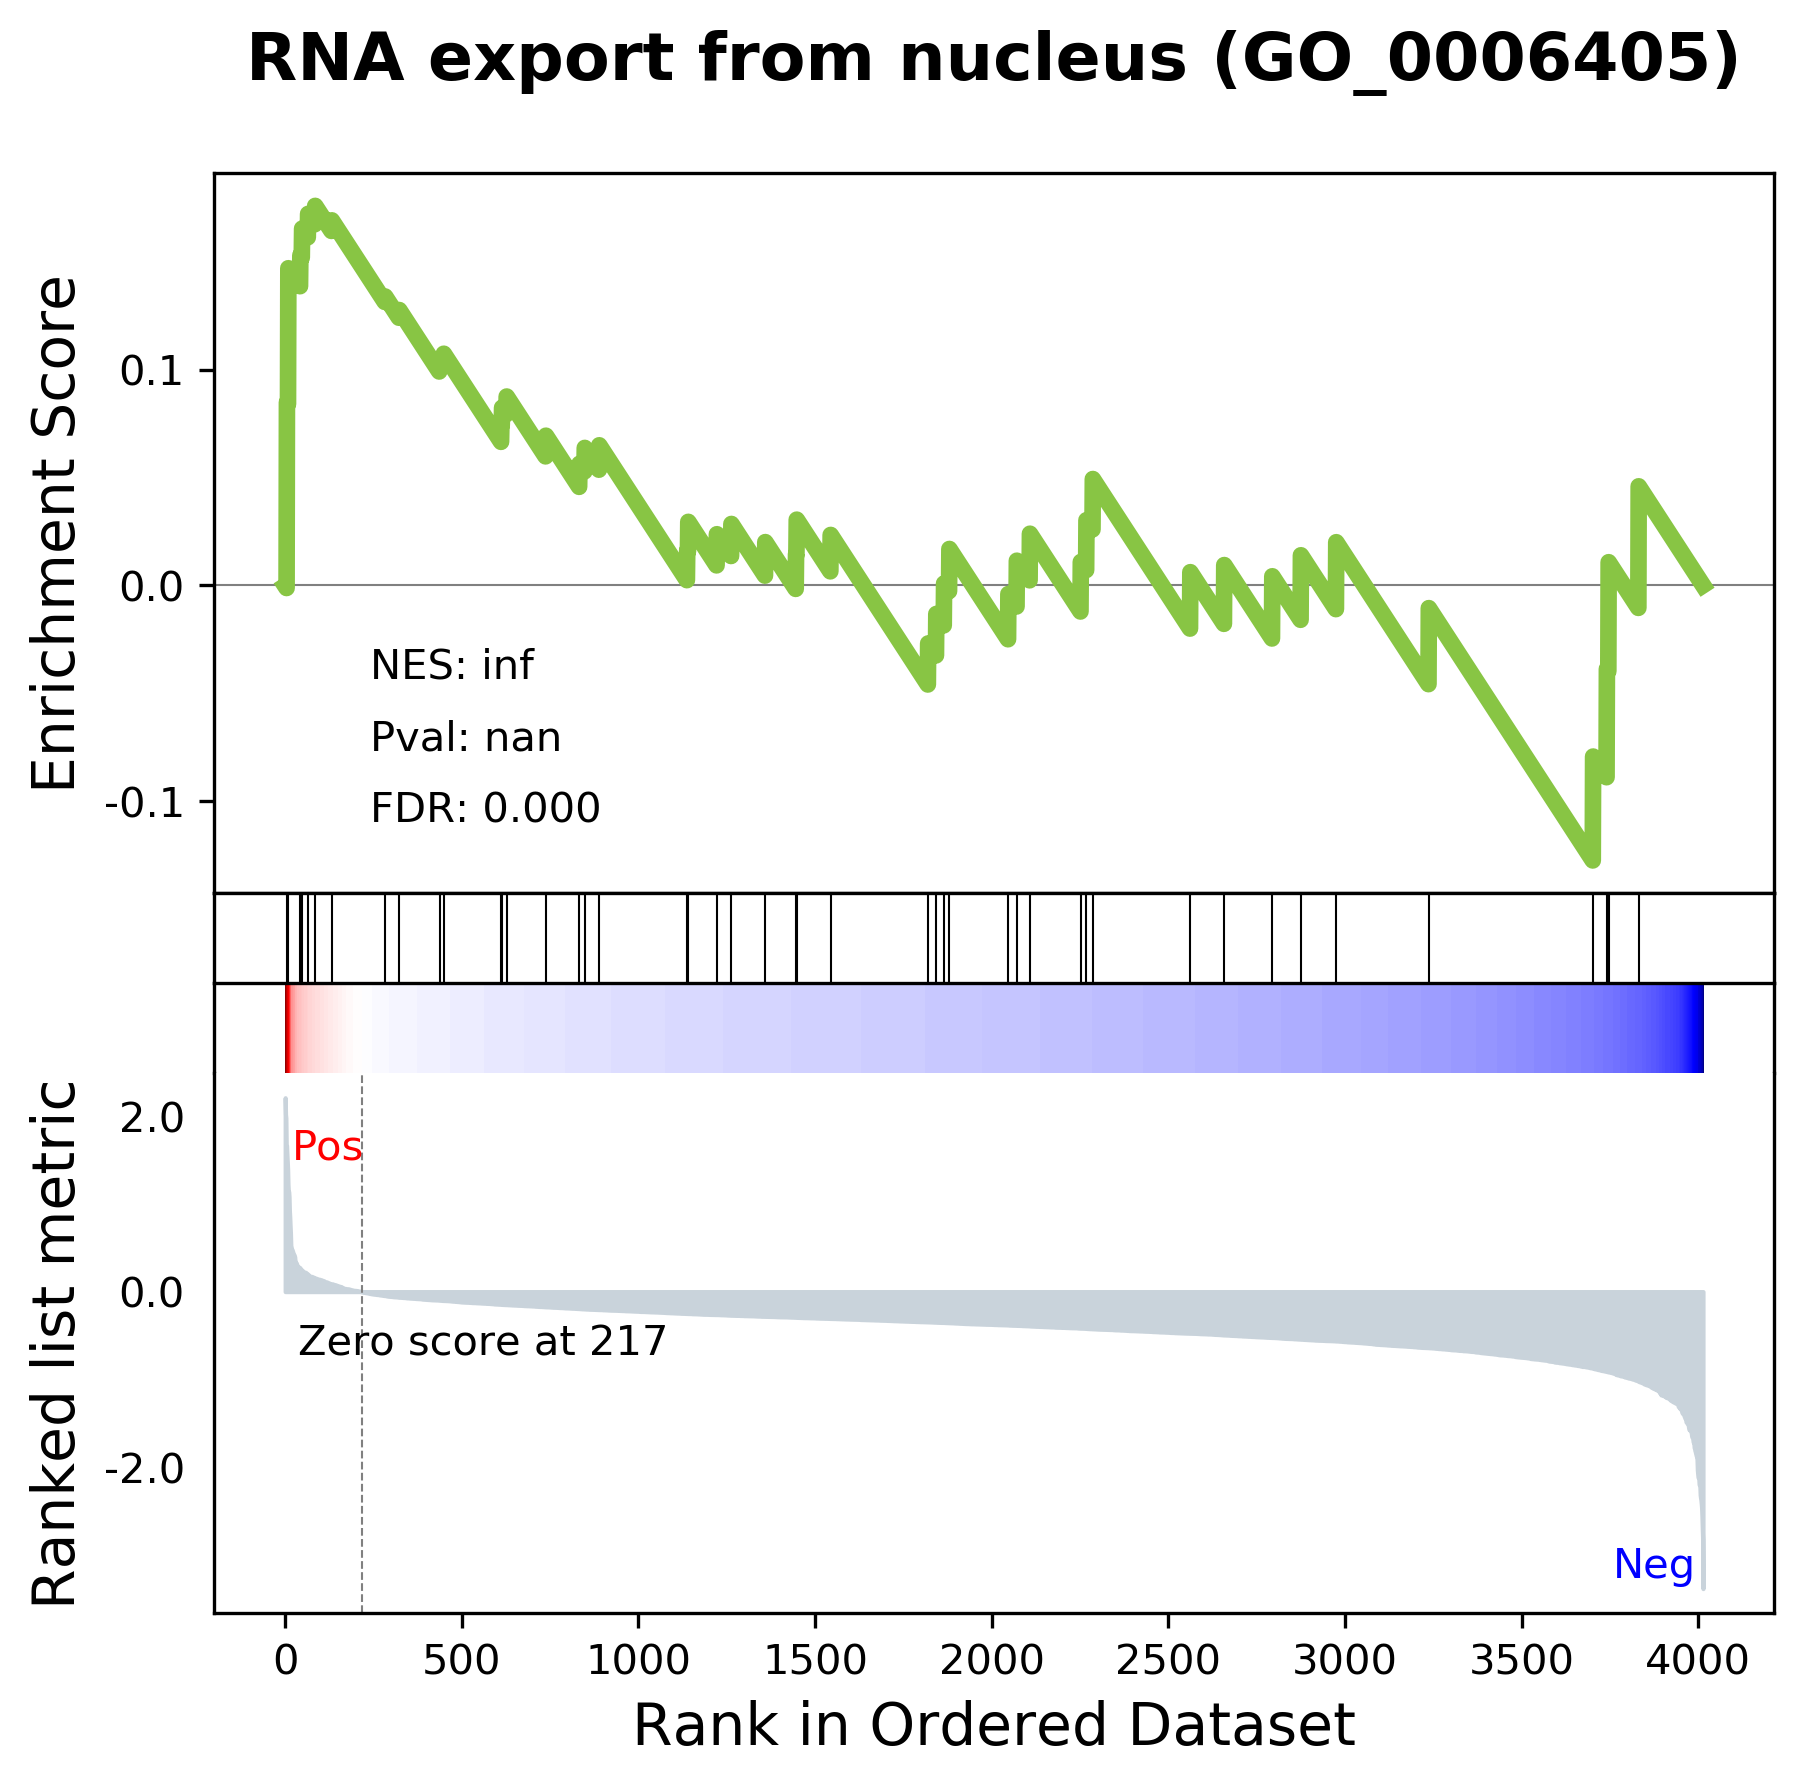 RNA export from nucleus (GO_0006405)
Enrichment Score
0.1
0.0
-0.1
NES: inf
Pval: nan
FDR: 0.000
Ranked list metric
2.0
0.0
-2.0
Pos
Zero score at 217
Neg
0 500 1000 1500 2000 2500 3000 3500 4000
Rank in Ordered Dataset